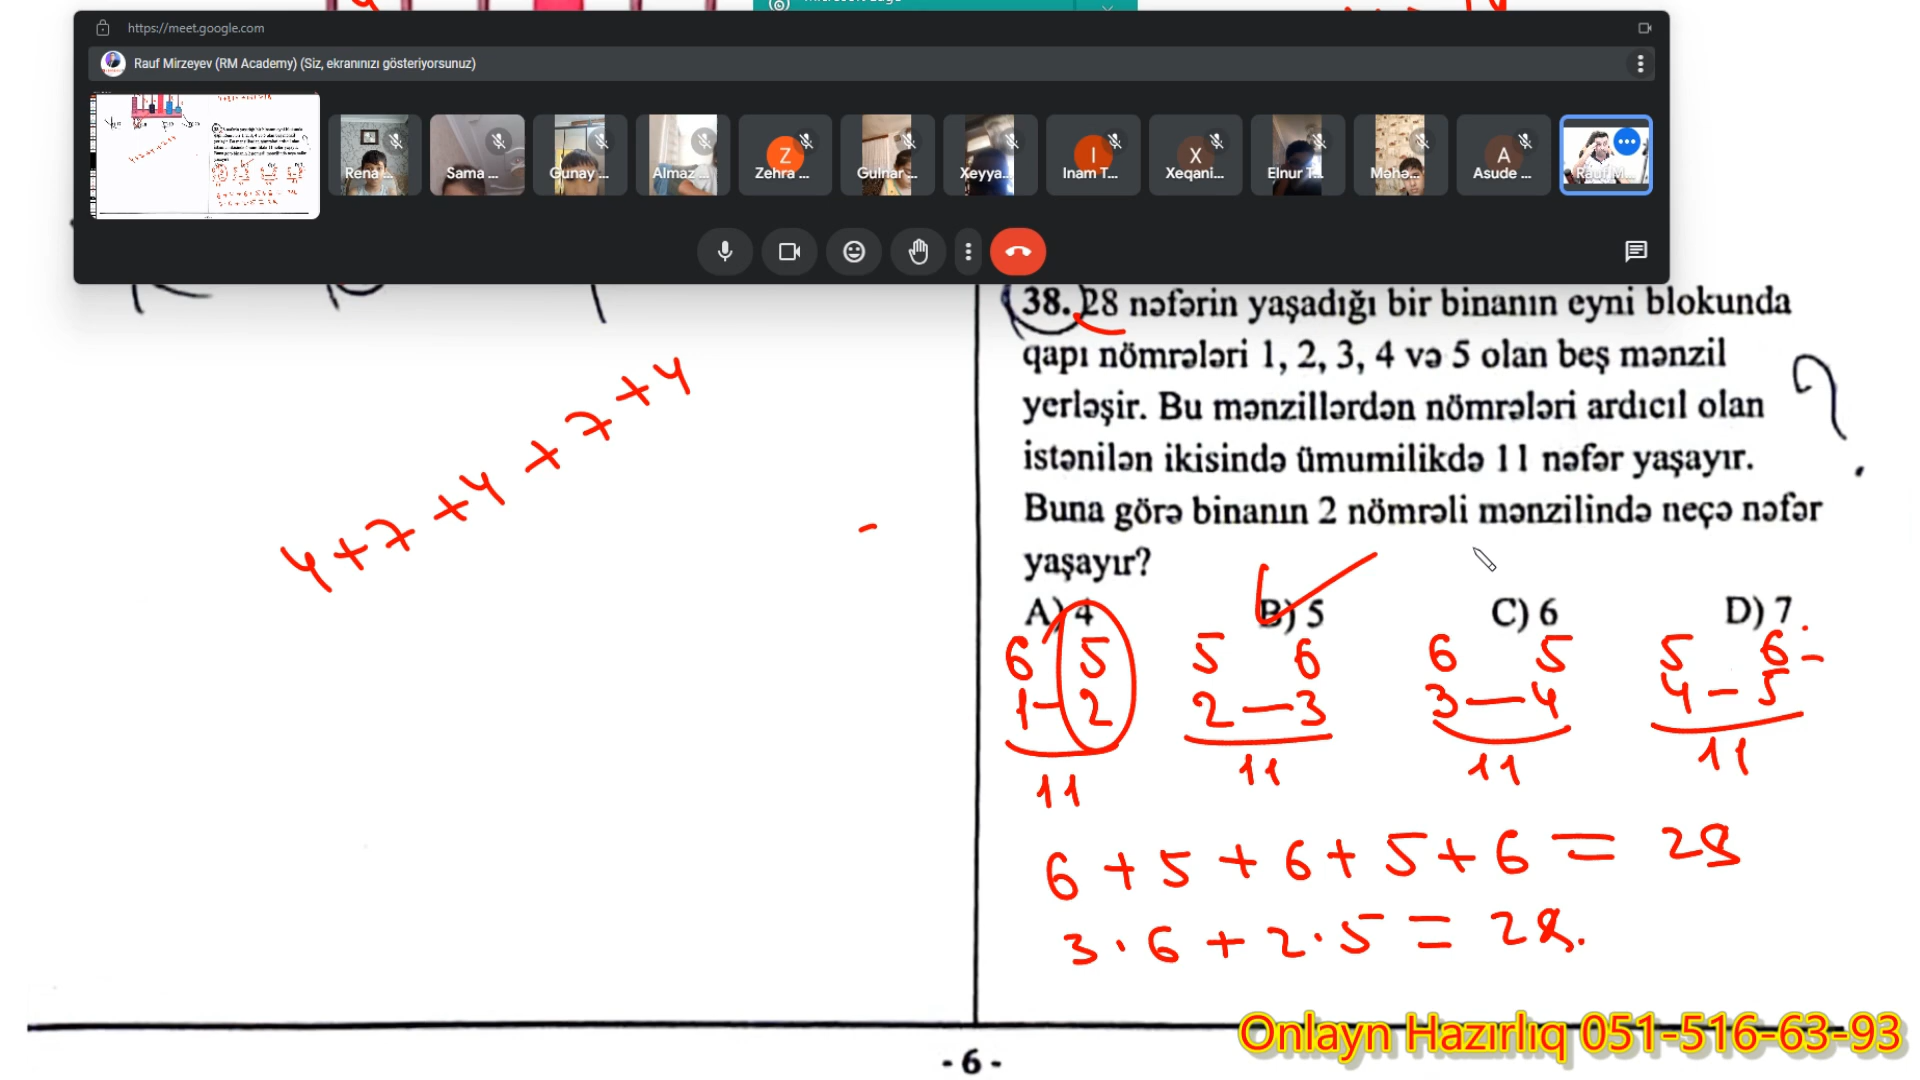 https://meet.google.com
Rauf Mirzeyev (RM Academy) (Siz, ekranınızı gösteriyorsunuz)
Rena ...
Sama ...
Gunay ...
Almaz ...
Z
Zehra ...
Gulnar ...
Xeyya...
I
Inam T...
X
Xeqani...
Elnur T...
Məhə...
A
Asude ...
Rauf M...
38. 28 nəfərin yaşadığı bir binanın eyni blokunda
qapı nömrələri 1, 2, 3, 4 və 5 olan beş mənzil
yerləşir. Bu mənzillərdən nömrələri ardıcıl olan
istənilən ikisində ümumilikdə 11 nəfər yaşayır.
Buna görə binanın 2 nömrəli mənzilində neçə nəfər
yaşayır?
A) 4 B) 5 C) 6 D) 7
4+7+4+7+4
6 5 5 6 6 5 5 6
1-2 2-3 3-4 4-5
11 11 11 11
6+5+6+5+6=28
3·6+2·5=28.
Onlayn Hazırlıq 051-516-63-93
- 6 -